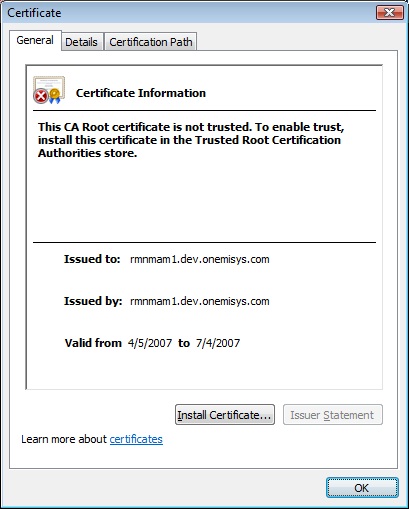 Certificate
General Details Certification Path
Certificate Information
This CA Root certificate is not trusted. To enable trust,
install this certificate in the Trusted Root Certification
Authorities store.
Issued to: rmnmam1.dev.onemisys.com
Issued by: rmnmam1.dev.onemisys.com
Valid from 4/5/2007 to 7/4/2007
Install Certificate... Issuer Statement
Learn more about certificates
OK